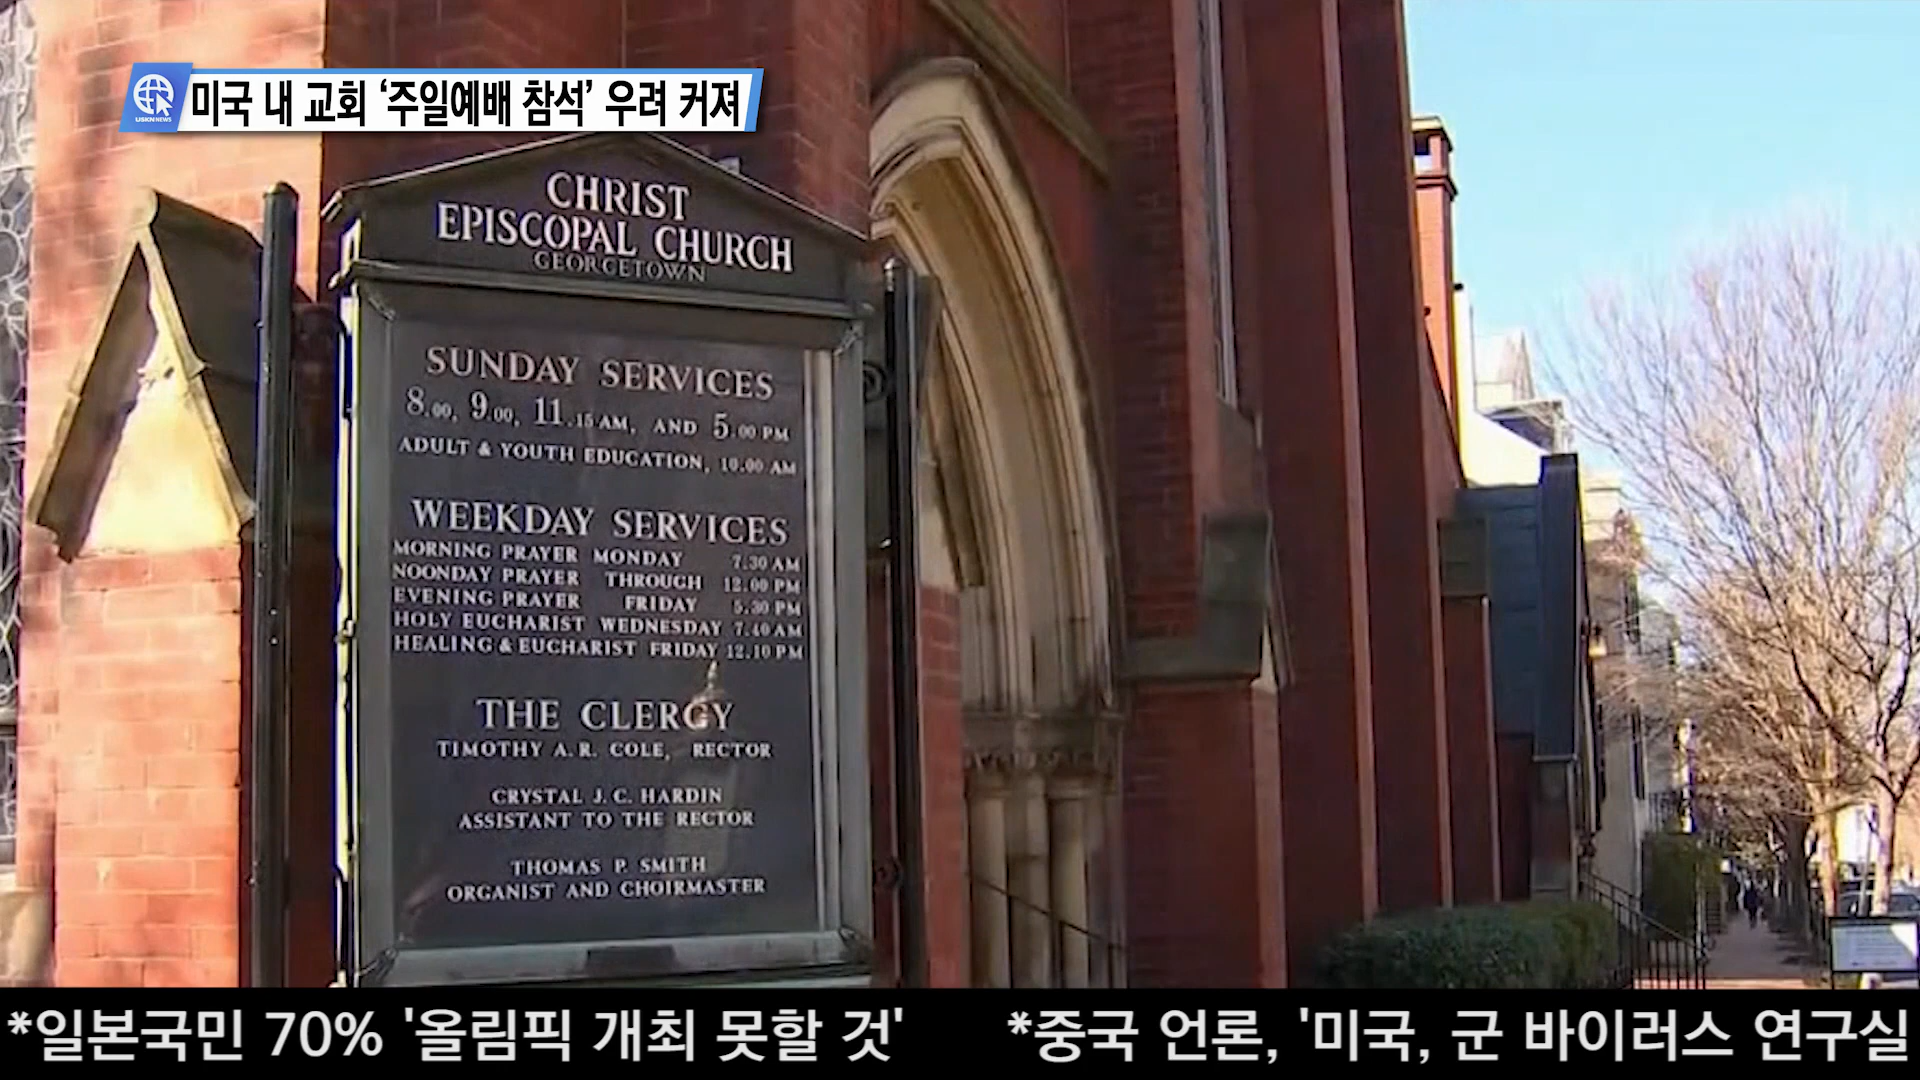 미국 내 교회 ‘주일예배 참석’ 우려 커져
USKN NEWS
CHRIST
EPISCOPAL CHURCH
GEORGETOWN
SUNDAY SERVICES
8.00, 9.00, 11.15 AM, AND 5.00 PM
ADULT & YOUTH EDUCATION, 10.00 AM
WEEKDAY SERVICES
MORNING PRAYER MONDAY 7.30 AM
NOONDAY PRAYER THROUGH 12.00 PM
EVENING PRAYER FRIDAY 5.30 PM
HOLY EUCHARIST WEDNESDAY 7.40 AM
HEALING & EUCHARIST FRIDAY 12.10 PM
THE CLERGY
TIMOTHY A. R. COLE, RECTOR
CRYSTAL J. C. HARDIN
ASSISTANT TO THE RECTOR
THOMAS P. SMITH
ORGANIST AND CHOIRMASTER
*일본국민 70% '올림픽 개최 못할 것' *중국 언론, '미국, 군 바이러스 연구실